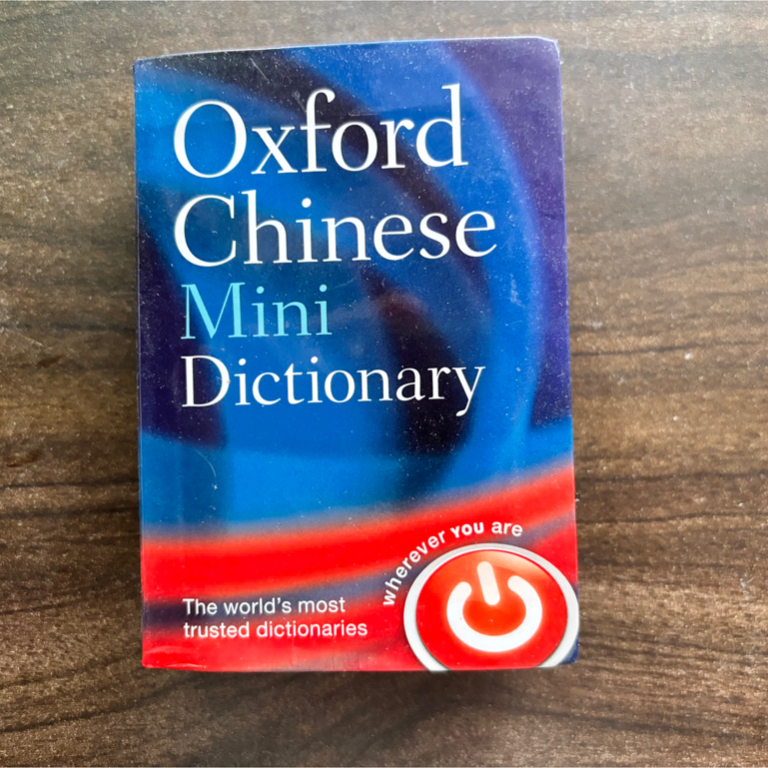 Oxford
Chinese
Mini
Dictionary
wherever YOU are
The world's most
trusted dictionaries